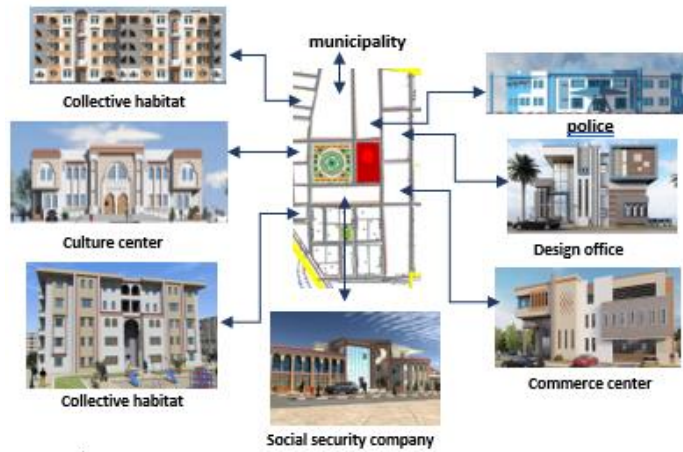 municipality
Collective habitat
police
Culture center
Design office
Collective habitat
Commerce center
Social security company